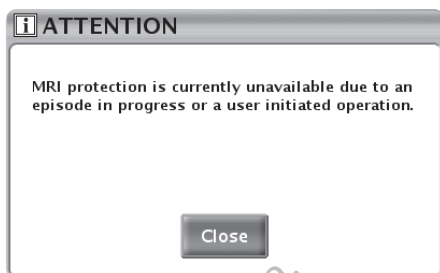 i ATTENTION
MRI protection is currently unavailable due to an
episode in progress or a user initiated operation.
Close